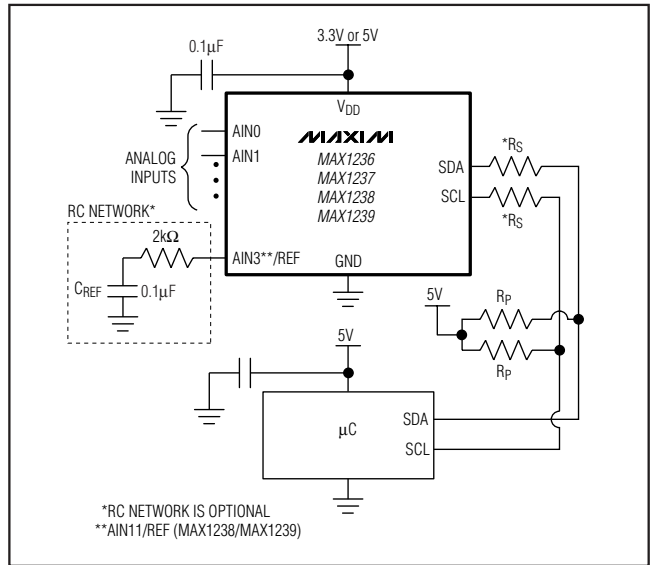 3.3V or 5V
0.1µF
VDD
AIN0
MAXIM
AIN1
ANALOG
INPUTS
MAX1236
MAX1237
MAX1238
MAX1239
SDA
*RS
SCL
*RS
RC NETWORK*
2kΩ
AIN3**/REF
GND
CREF
0.1µF
5V
RP
RP
5V
µC
SDA
SCL
*RC NETWORK IS OPTIONAL
**AIN11/REF (MAX1238/MAX1239)